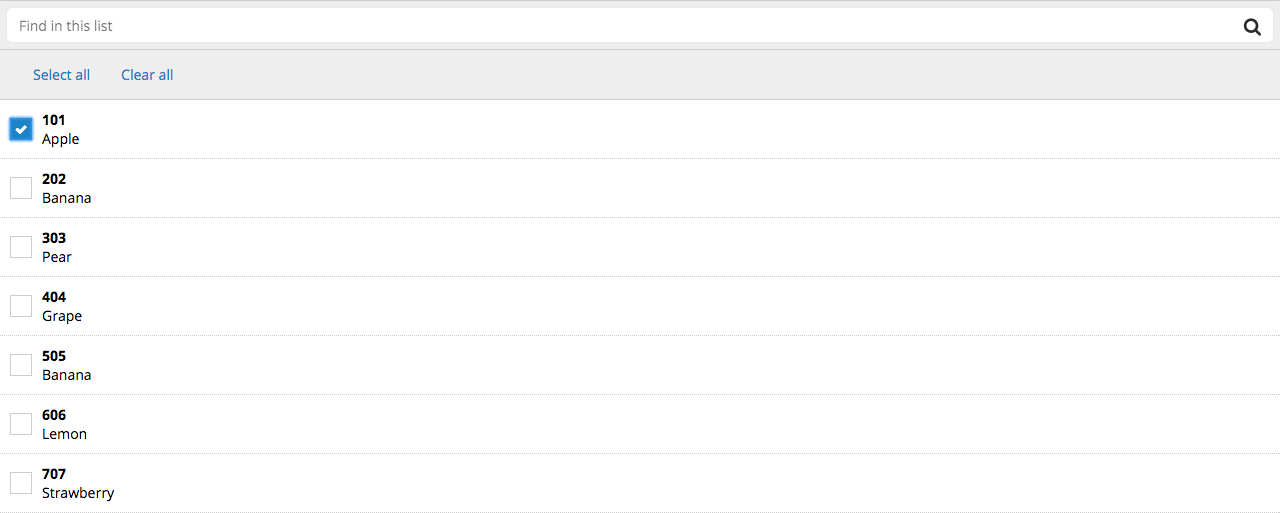 Find in this list
Select all Clear all
101
Apple
202
Banana
303
Pear
404
Grape
505
Banana
606
Lemon
707
Strawberry